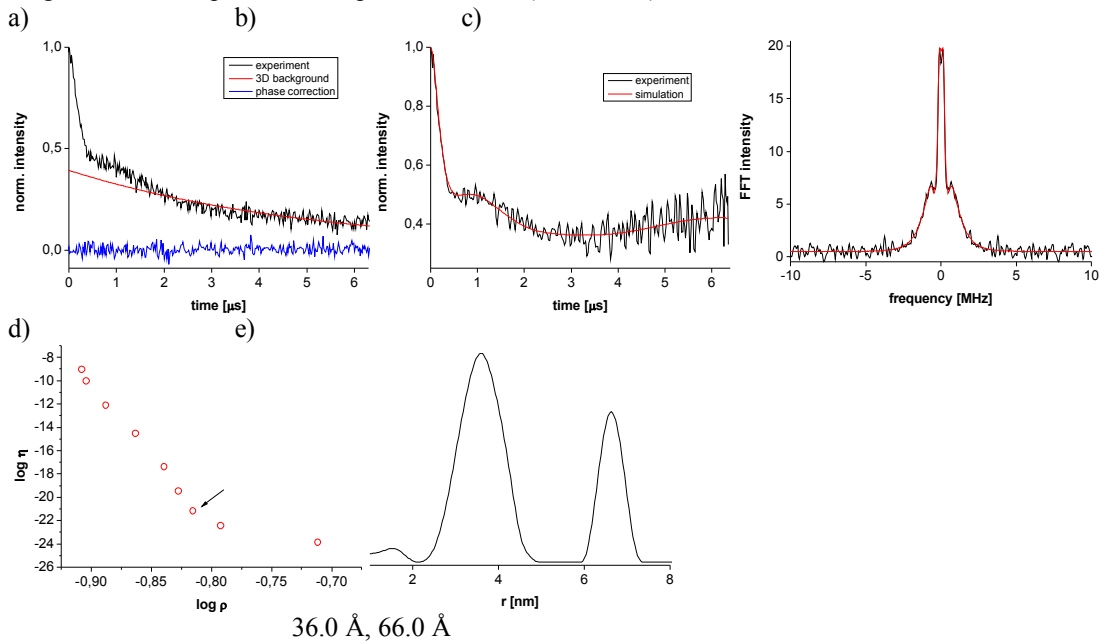 a)
b)
c)
1,0
0,5
0,0
norm. intensity
experiment
3D background
phase correction
0 1 2 3 4 5 6
time [µs]
1,0
0,8
0,6
0,4
norm. intensity
experiment
simulation
0 1 2 3 4 5 6
time [µs]
20
15
10
5
0
FFT intensity
-10 -5 0 5 10
frequency [MHz]
d)
e)
-8
-10
-12
-14
-16
-18
-20
-22
-24
-26
log η
-0,90 -0,85 -0,80 -0,75 -0,70
log ρ
2 4 6 8
r [nm]
36.0 Å, 66.0 Å